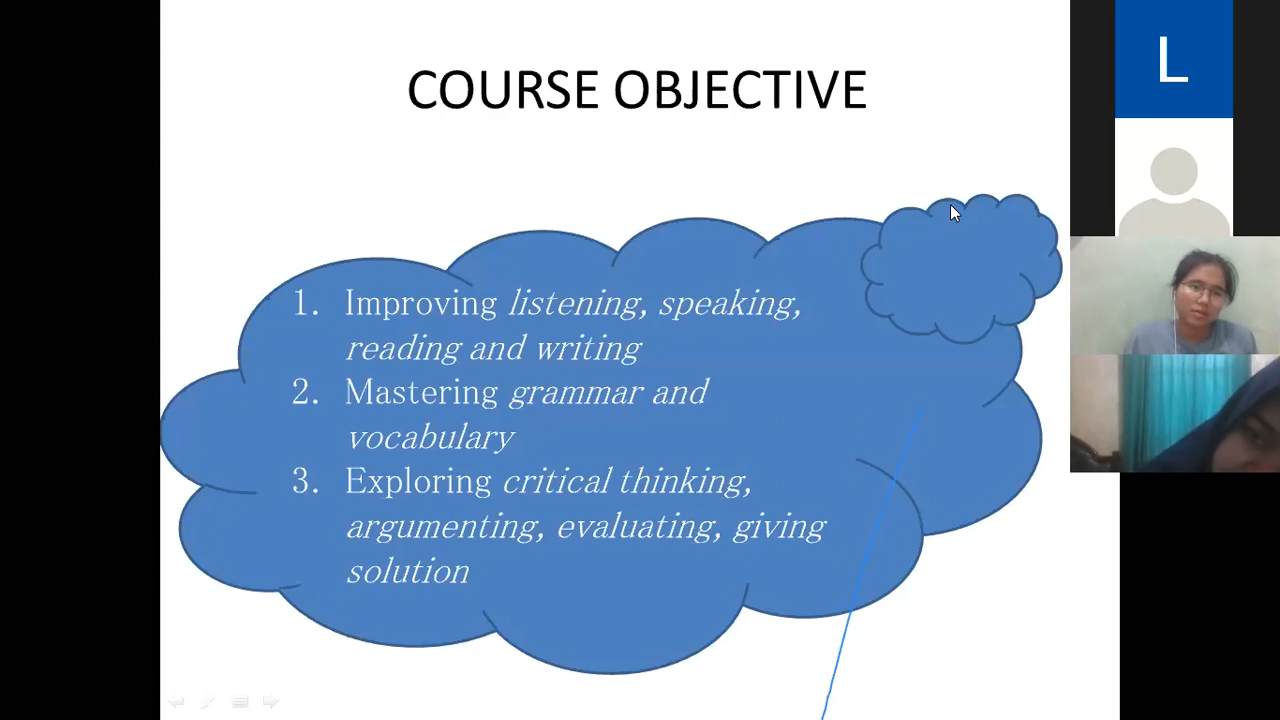 COURSE OBJECTIVE
L
1. Improving listening, speaking,
reading and writing
2. Mastering grammar and
vocabulary
3. Exploring critical thinking,
argumenting, evaluating, giving
solution